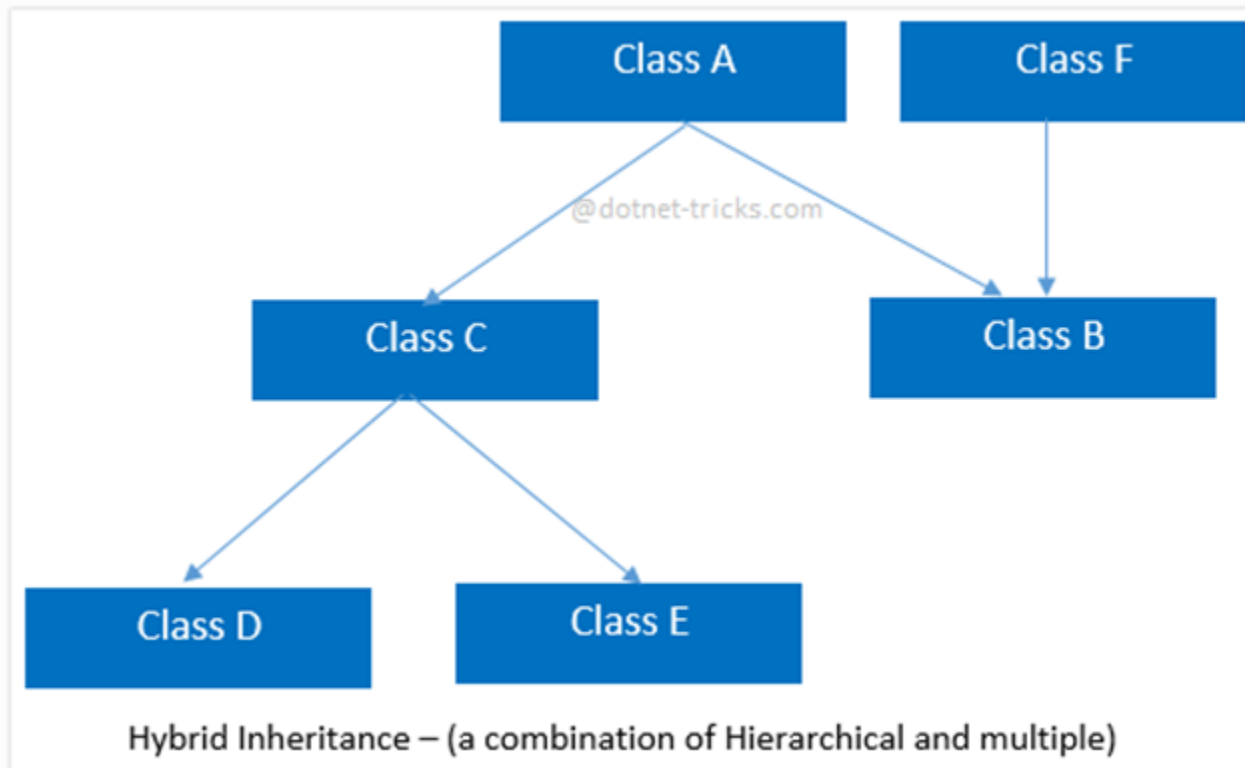 Class A
Class F
@dotnet-tricks.com
Class C
Class B
Class D
Class E
Hybrid Inheritance – (a combination of Hierarchical and multiple)